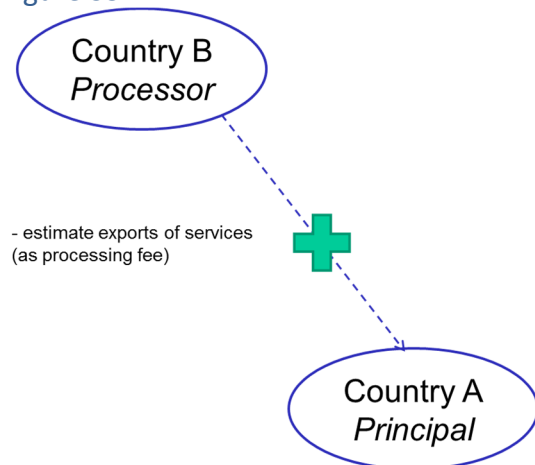 Country B
Processor
- estimate exports of services
(as processing fee)
Country A
Principal